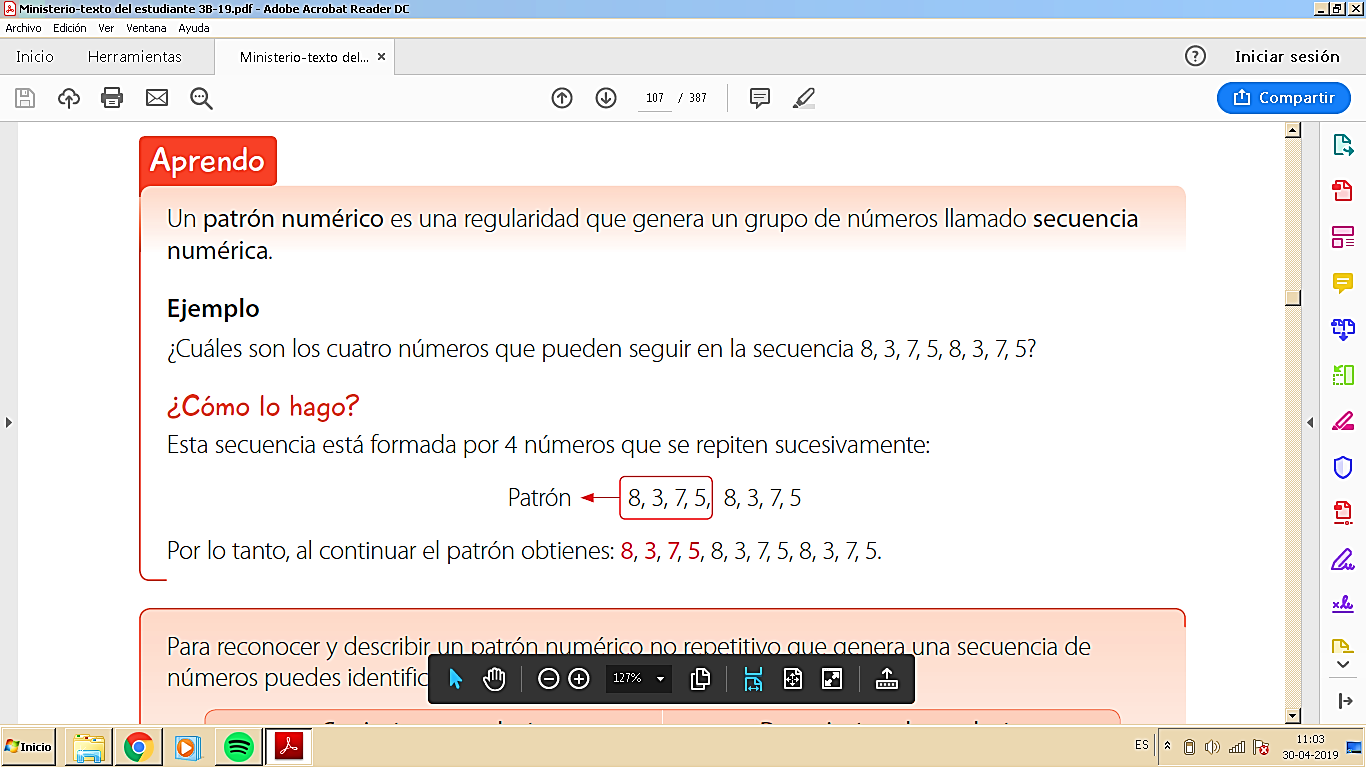 Ministerio-texto del estudiante 3B-19.pdf - Adobe Acrobat Reader DC
Archivo Edición Ver Ventana Ayuda
Inicio Herramientas Ministerio-texto del... × ? Iniciar sesión
107 / 387 Compartir
Aprendo
Un patrón numérico es una regularidad que genera un grupo de números llamado secuencia
numérica.
Ejemplo
¿Cuáles son los cuatro números que pueden seguir en la secuencia 8, 3, 7, 5, 8, 3, 7, 5?
¿Cómo lo hago?
Esta secuencia está formada por 4 números que se repiten sucesivamente:
Patrón 8, 3, 7, 5, 8, 3, 7, 5
Por lo tanto, al continuar el patrón obtienes: 8, 3, 7, 5, 8, 3, 7, 5, 8, 3, 7, 5.
Para reconocer y describir un patrón numérico no repetitivo que genera una secuencia de
números puedes
127%
Inicio ES 11:03
30-04-2019